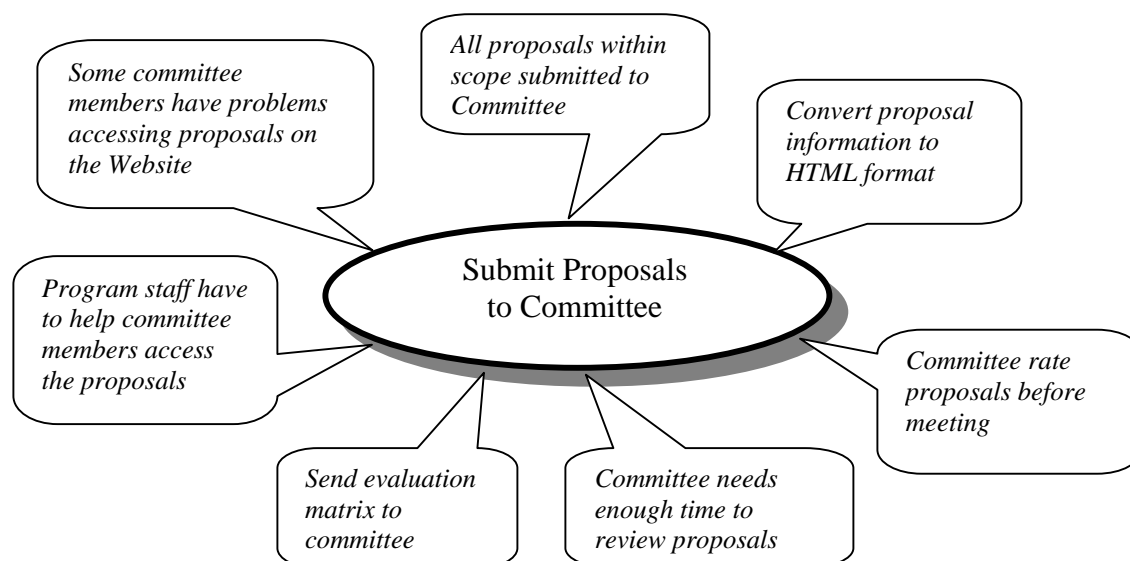 Some committee
members have problems
accessing proposals on
the Website
All proposals within
scope submitted to
Committee
Convert proposal
information to
HTML format
Submit Proposals
to Committee
Program staff have
to help committee
members access
the proposals
Committee rate
proposals before
meeting
Send evaluation
matrix to
committee
Committee needs
enough time to
review proposals